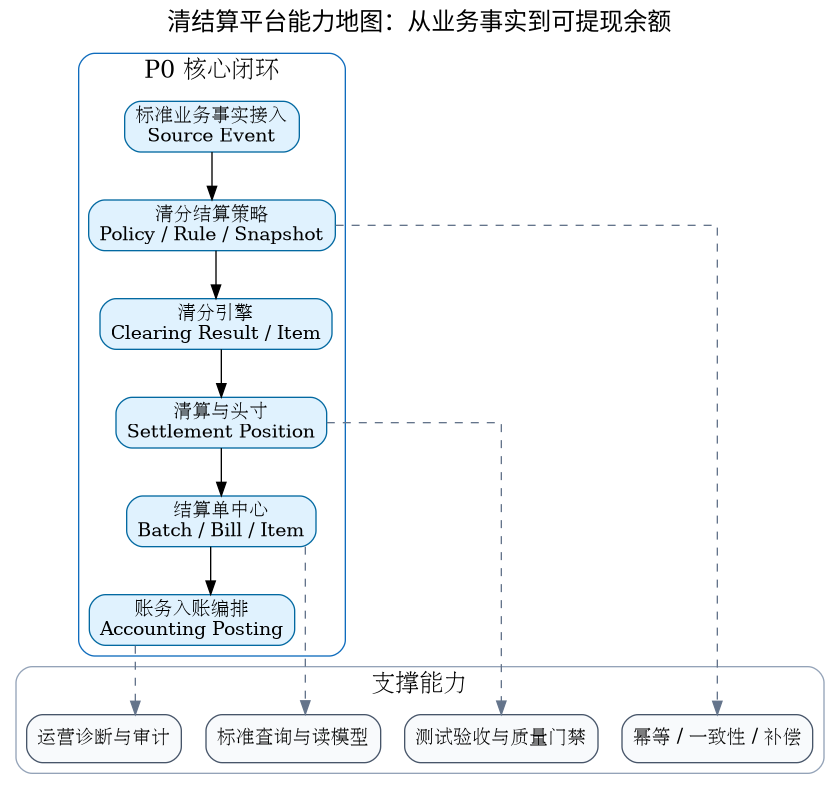 清结算平台能力地图：从业务事实到可提现余额
P0 核心闭环
标准业务事实接入
Source Event
清分结算策略
Policy / Rule / Snapshot
清分引擎
Clearing Result / Item
清算与头寸
Settlement Position
结算单中心
Batch / Bill / Item
账务入账编排
Accounting Posting
支撑能力
运营诊断与审计
标准查询与读模型
测试验收与质量门禁
幂等 / 一致性 / 补偿